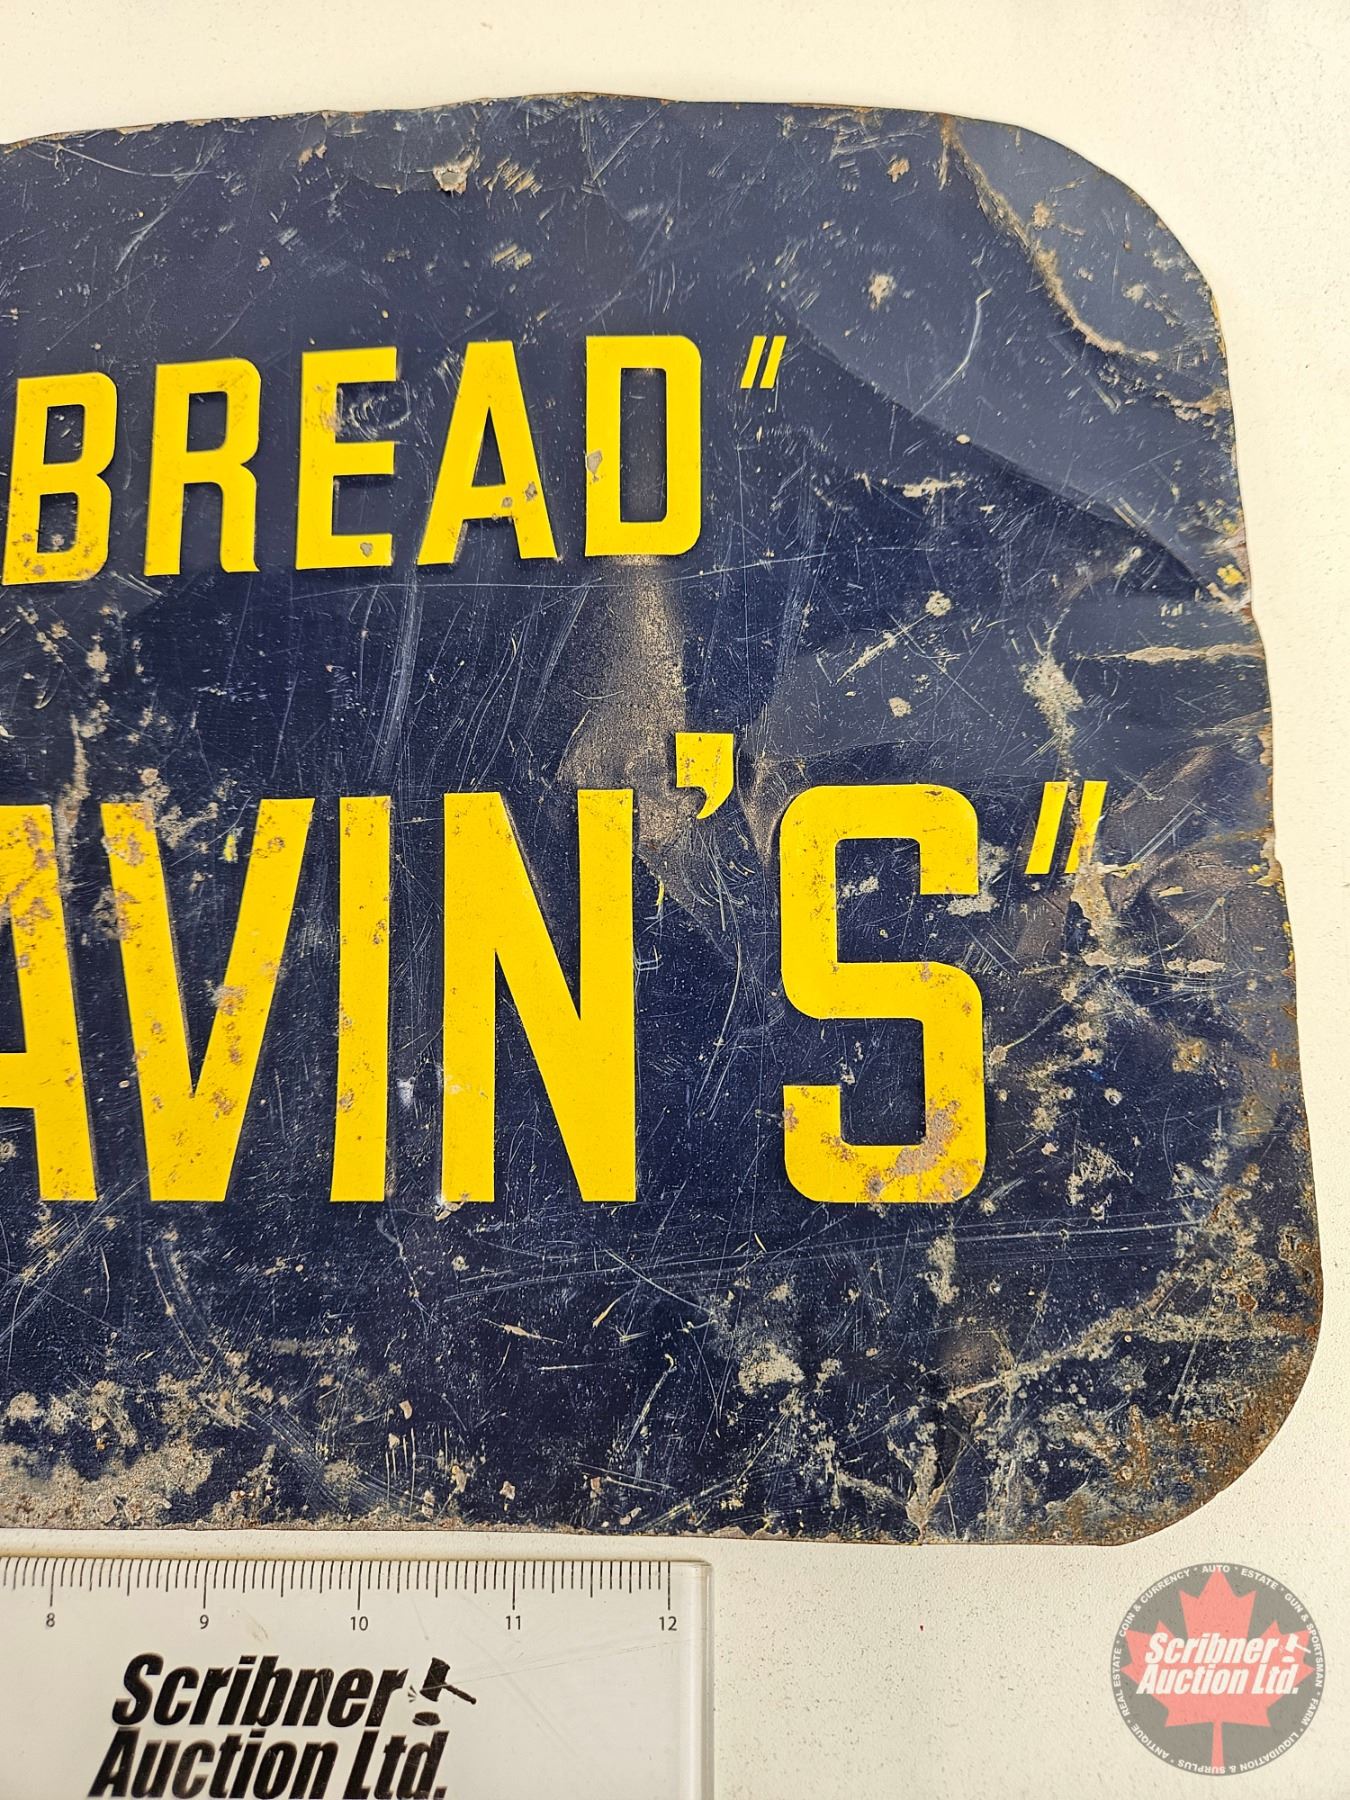 BREAD"
AVIN'S"
8 9 10 11 12
Scribner
Auction Ltd.
COIN & CURRENCY • AUTO • ESTATE • GUN & SPORTSMAN • FARM • LIQUIDATION & SURPLUS • ANTIQUE • REAL ESTATE •
Scribner
Auction Ltd.